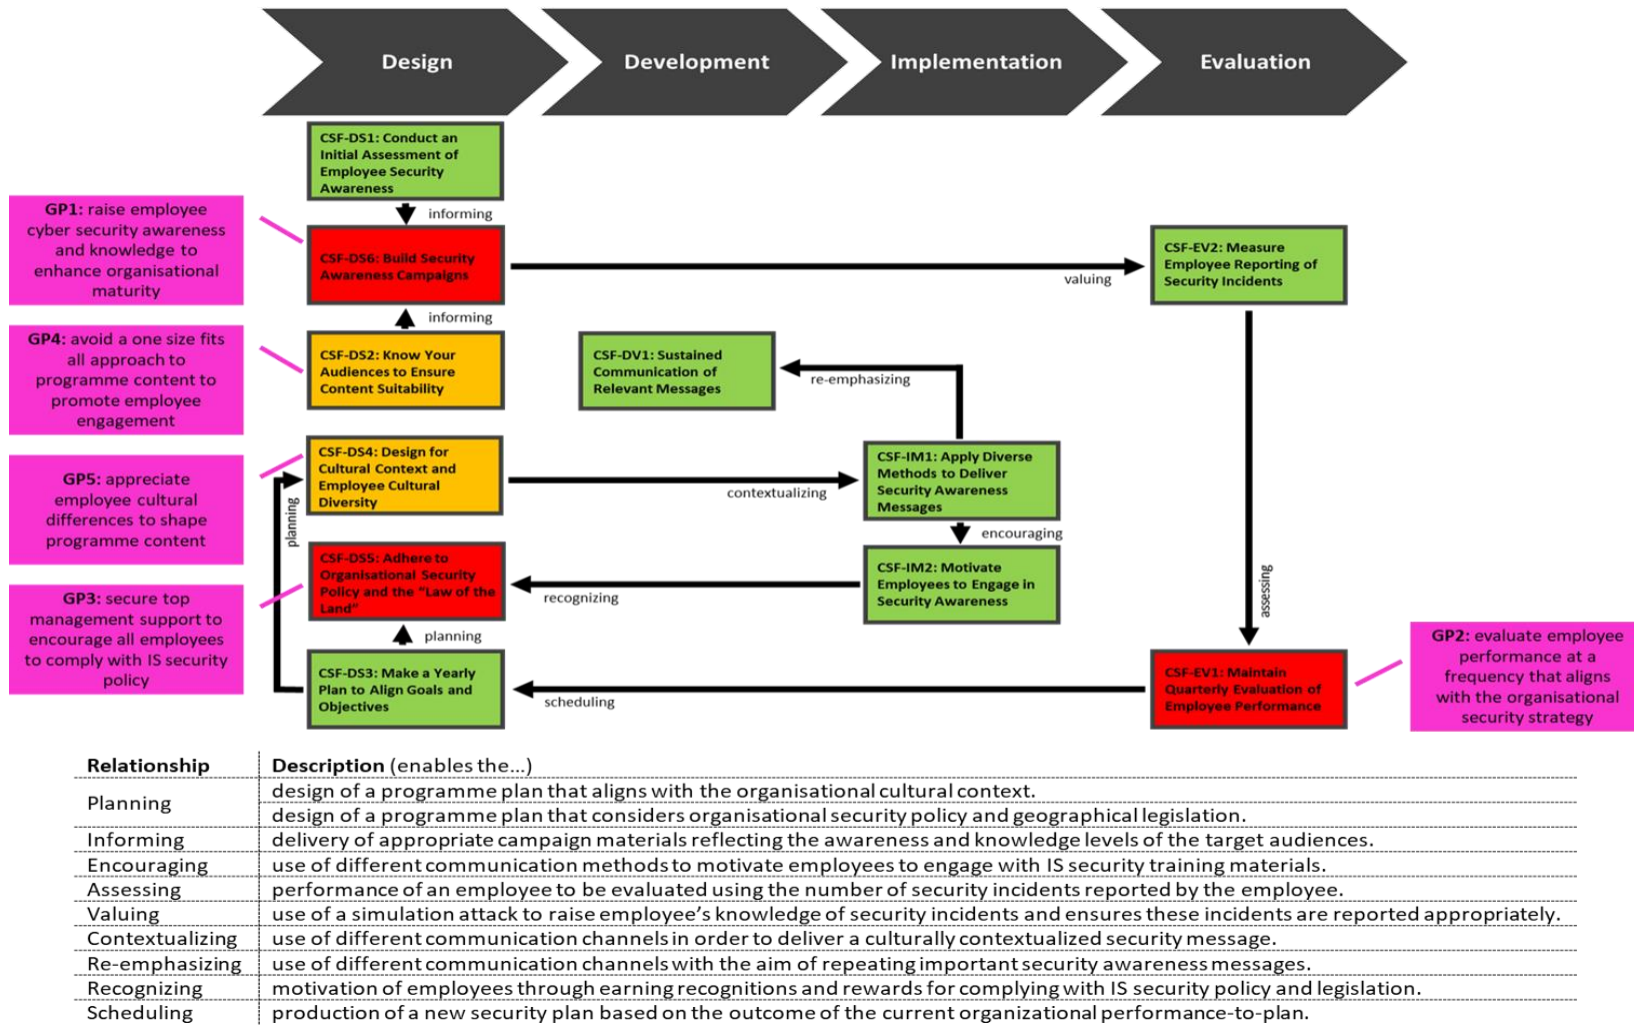 Design
Development
Implementation
Evaluation
CSF-DS1: Conduct an
Initial Assessment of
Employee Security
Awareness
informing
GP1: raise employee
cyber security awareness
and knowledge to
enhance organisational
maturity
CSF-DS6: Build Security
Awareness Campaigns
valuing
CSF-EV2: Measure
Employee Reporting of
Security Incidents
informing
GP4: avoid a one size fits
all approach to
programme content to
promote employee
engagement
CSF-DS2: Know Your
Audiences to Ensure
Content Suitability
CSF-DV1: Sustained
Communication of
Relevant Messages
re-emphasizing
GP5: appreciate
employee cultural
differences to shape
programme content
planning
CSF-DS4: Design for
Cultural Context and
Employee Cultural
Diversity
contextualizing
CSF-IM1: Apply Diverse
Methods to Deliver
Security Awareness
Messages
encouraging
GP3: secure top
management support to
encourage all employees
to comply with IS security
policy
CSF-DS5: Adhere to
Organisational Security
Policy and the “Law of the
Land”
recognizing
CSF-IM2: Motivate
Employees to Engage in
Security Awareness
assessing
planning
CSF-DS3: Make a Yearly
Plan to Align Goals and
Objectives
scheduling
CSF-EV1: Maintain
Quarterly Evaluation of
Employee Performance
GP2: evaluate employee
performance at a
frequency that aligns
with the organisational
security strategy
Relationship Description (enables the...)
Planning design of a programme plan that aligns with the organisational cultural context.
design of a programme plan that considers organisational security policy and geographical legislation.
Informing delivery of appropriate campaign materials reflecting the awareness and knowledge levels of the target audiences.
Encouraging use of different communication methods to motivate employees to engage with IS security training materials.
Assessing performance of an employee to be evaluated using the number of security incidents reported by the employee.
Valuing use of a simulation attack to raise employee’s knowledge of security incidents and ensures these incidents are reported appropriately.
Contextualizing use of different communication channels in order to deliver a culturally contextualized security message.
Re-emphasizing use of different communication channels with the aim of repeating important security awareness messages.
Recognizing motivation of employees through earning recognitions and rewards for complying with IS security policy and legislation.
Scheduling production of a new security plan based on the outcome of the current organizational performance-to-plan.